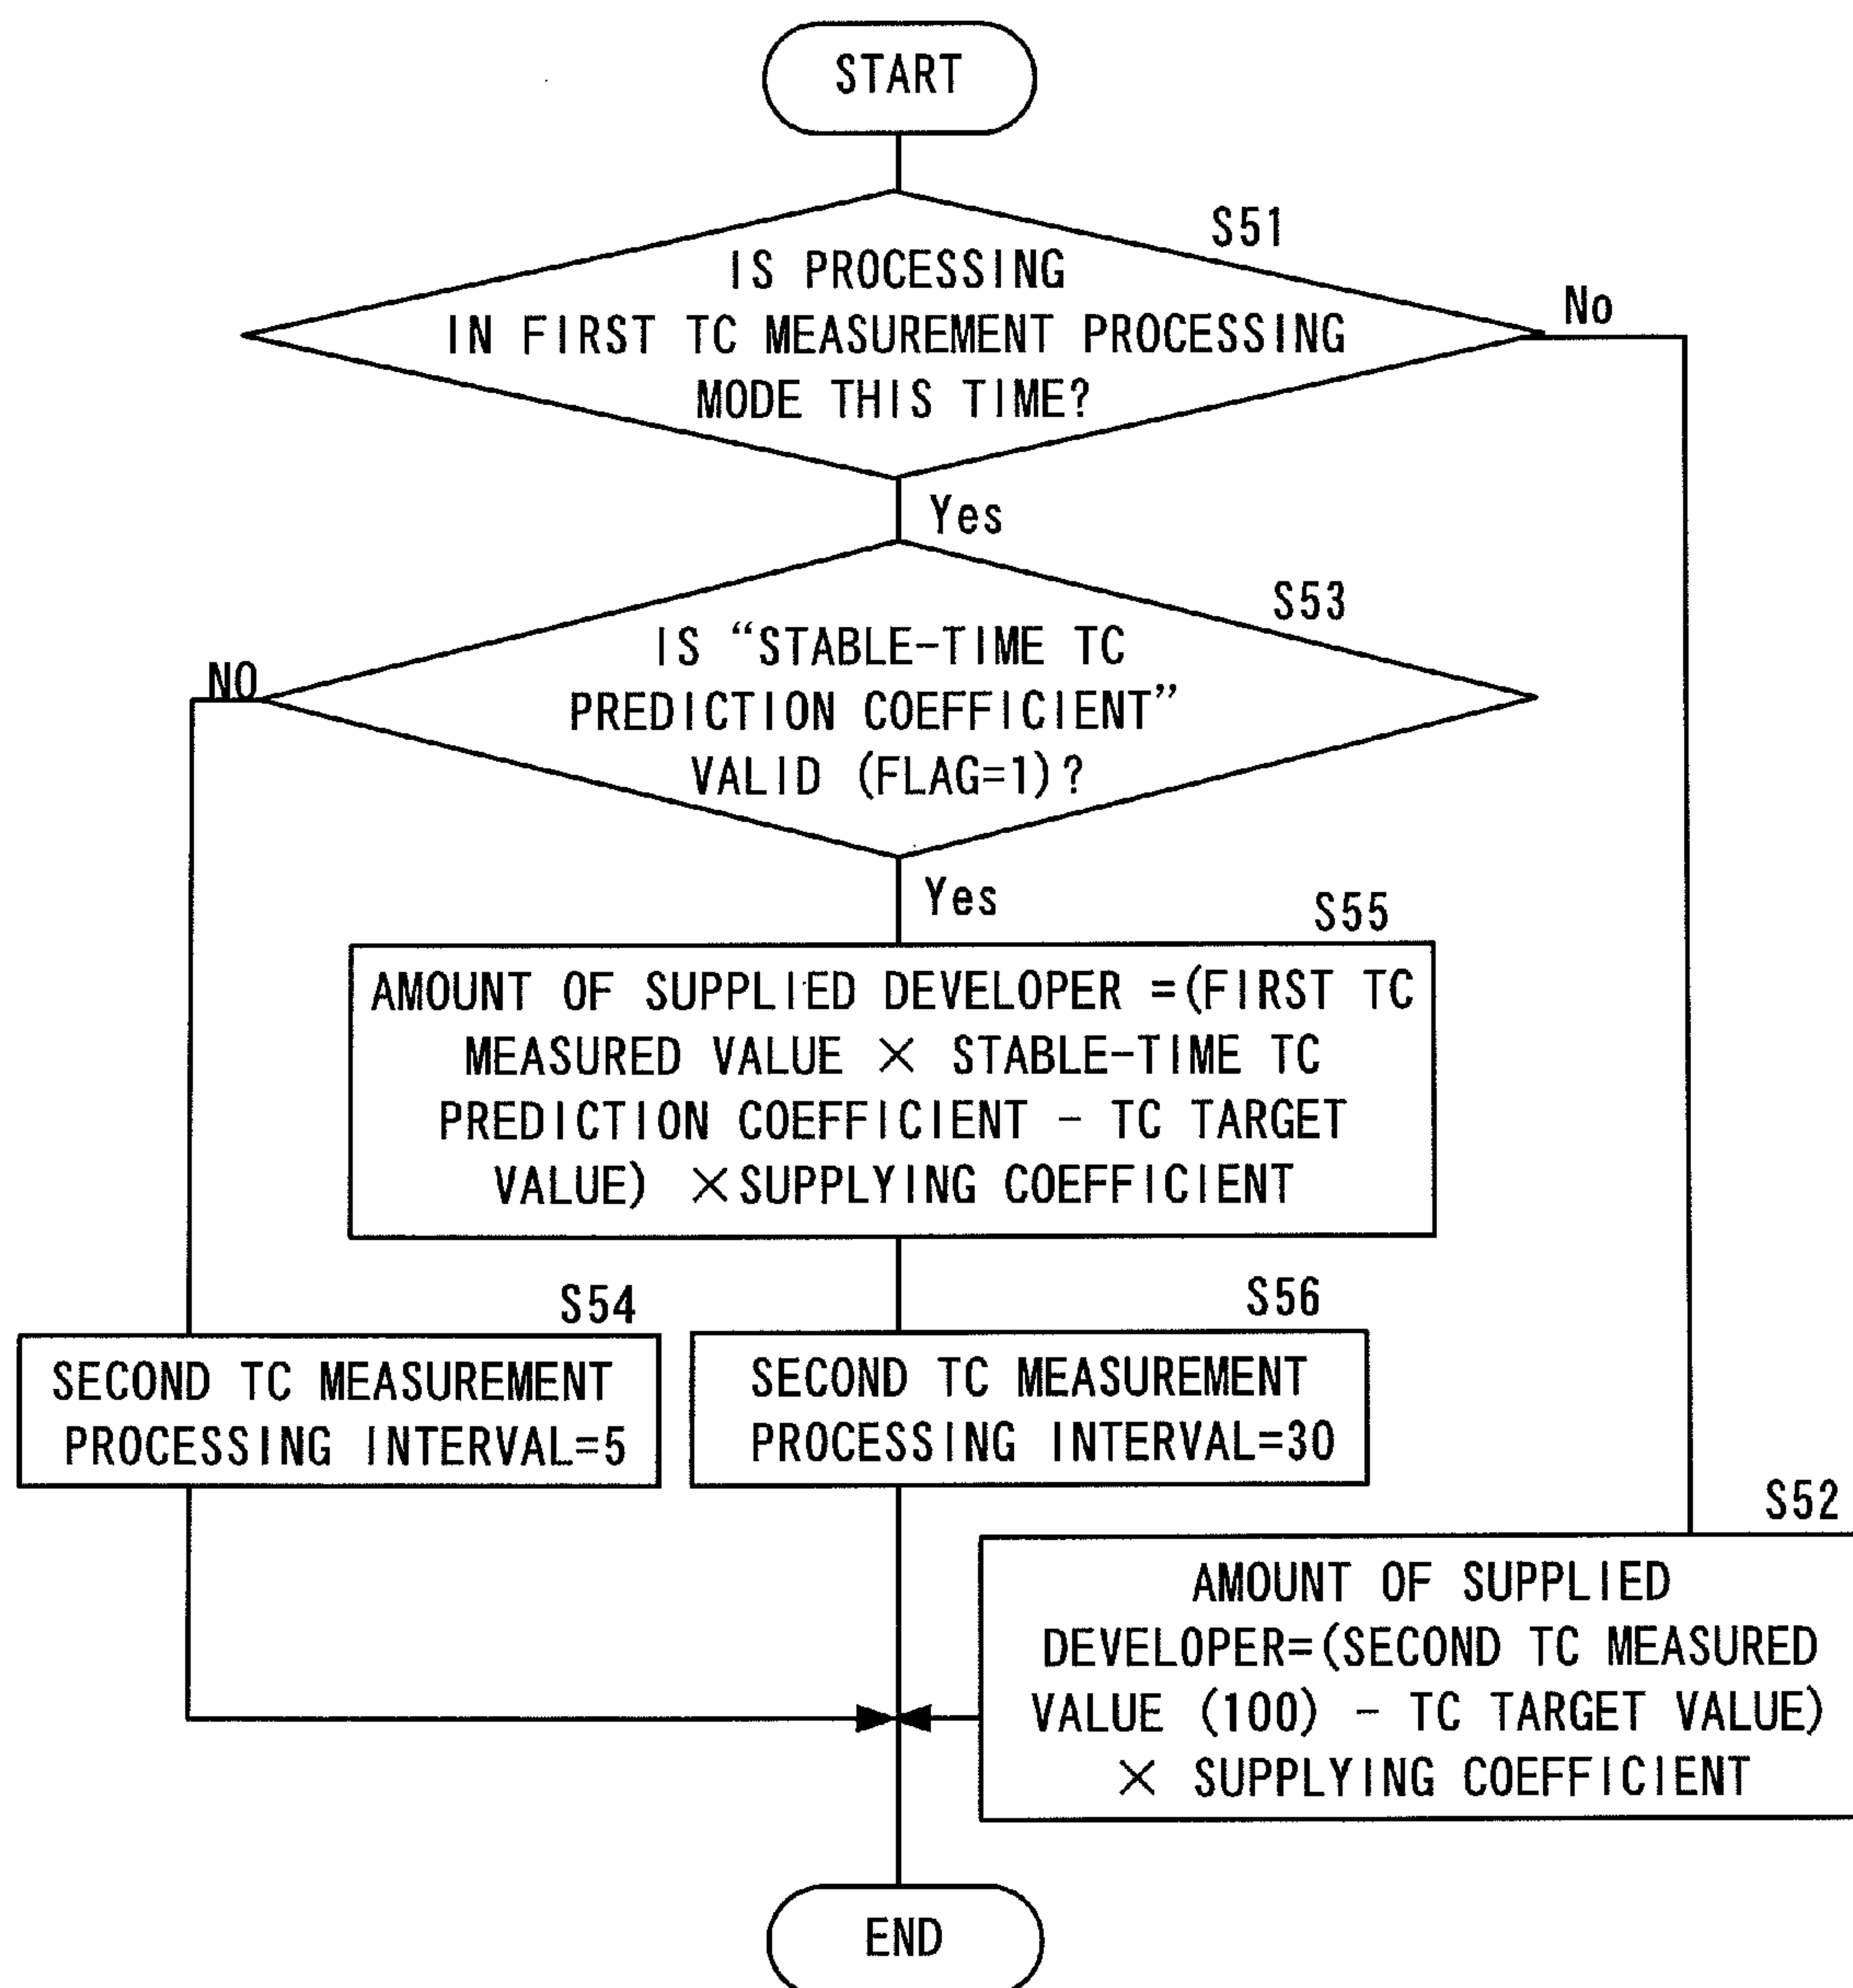 START
S51
IS PROCESSING
IN FIRST TC MEASUREMENT PROCESSING
MODE THIS TIME?
No
Yes
S53
IS “STABLE-TIME TC
PREDICTION COEFFICIENT”
VALID (FLAG=1)?
NO
Yes
S55
AMOUNT OF SUPPLIED DEVELOPER =(FIRST TC
MEASURED VALUE × STABLE-TIME TC
PREDICTION COEFFICIENT - TC TARGET
VALUE) ×SUPPLYING COEFFICIENT
S54
SECOND TC MEASUREMENT
PROCESSING INTERVAL=5
S56
SECOND TC MEASUREMENT
PROCESSING INTERVAL=30
S52
AMOUNT OF SUPPLIED
DEVELOPER=(SECOND TC MEASURED
VALUE (100) - TC TARGET VALUE)
× SUPPLYING COEFFICIENT
END